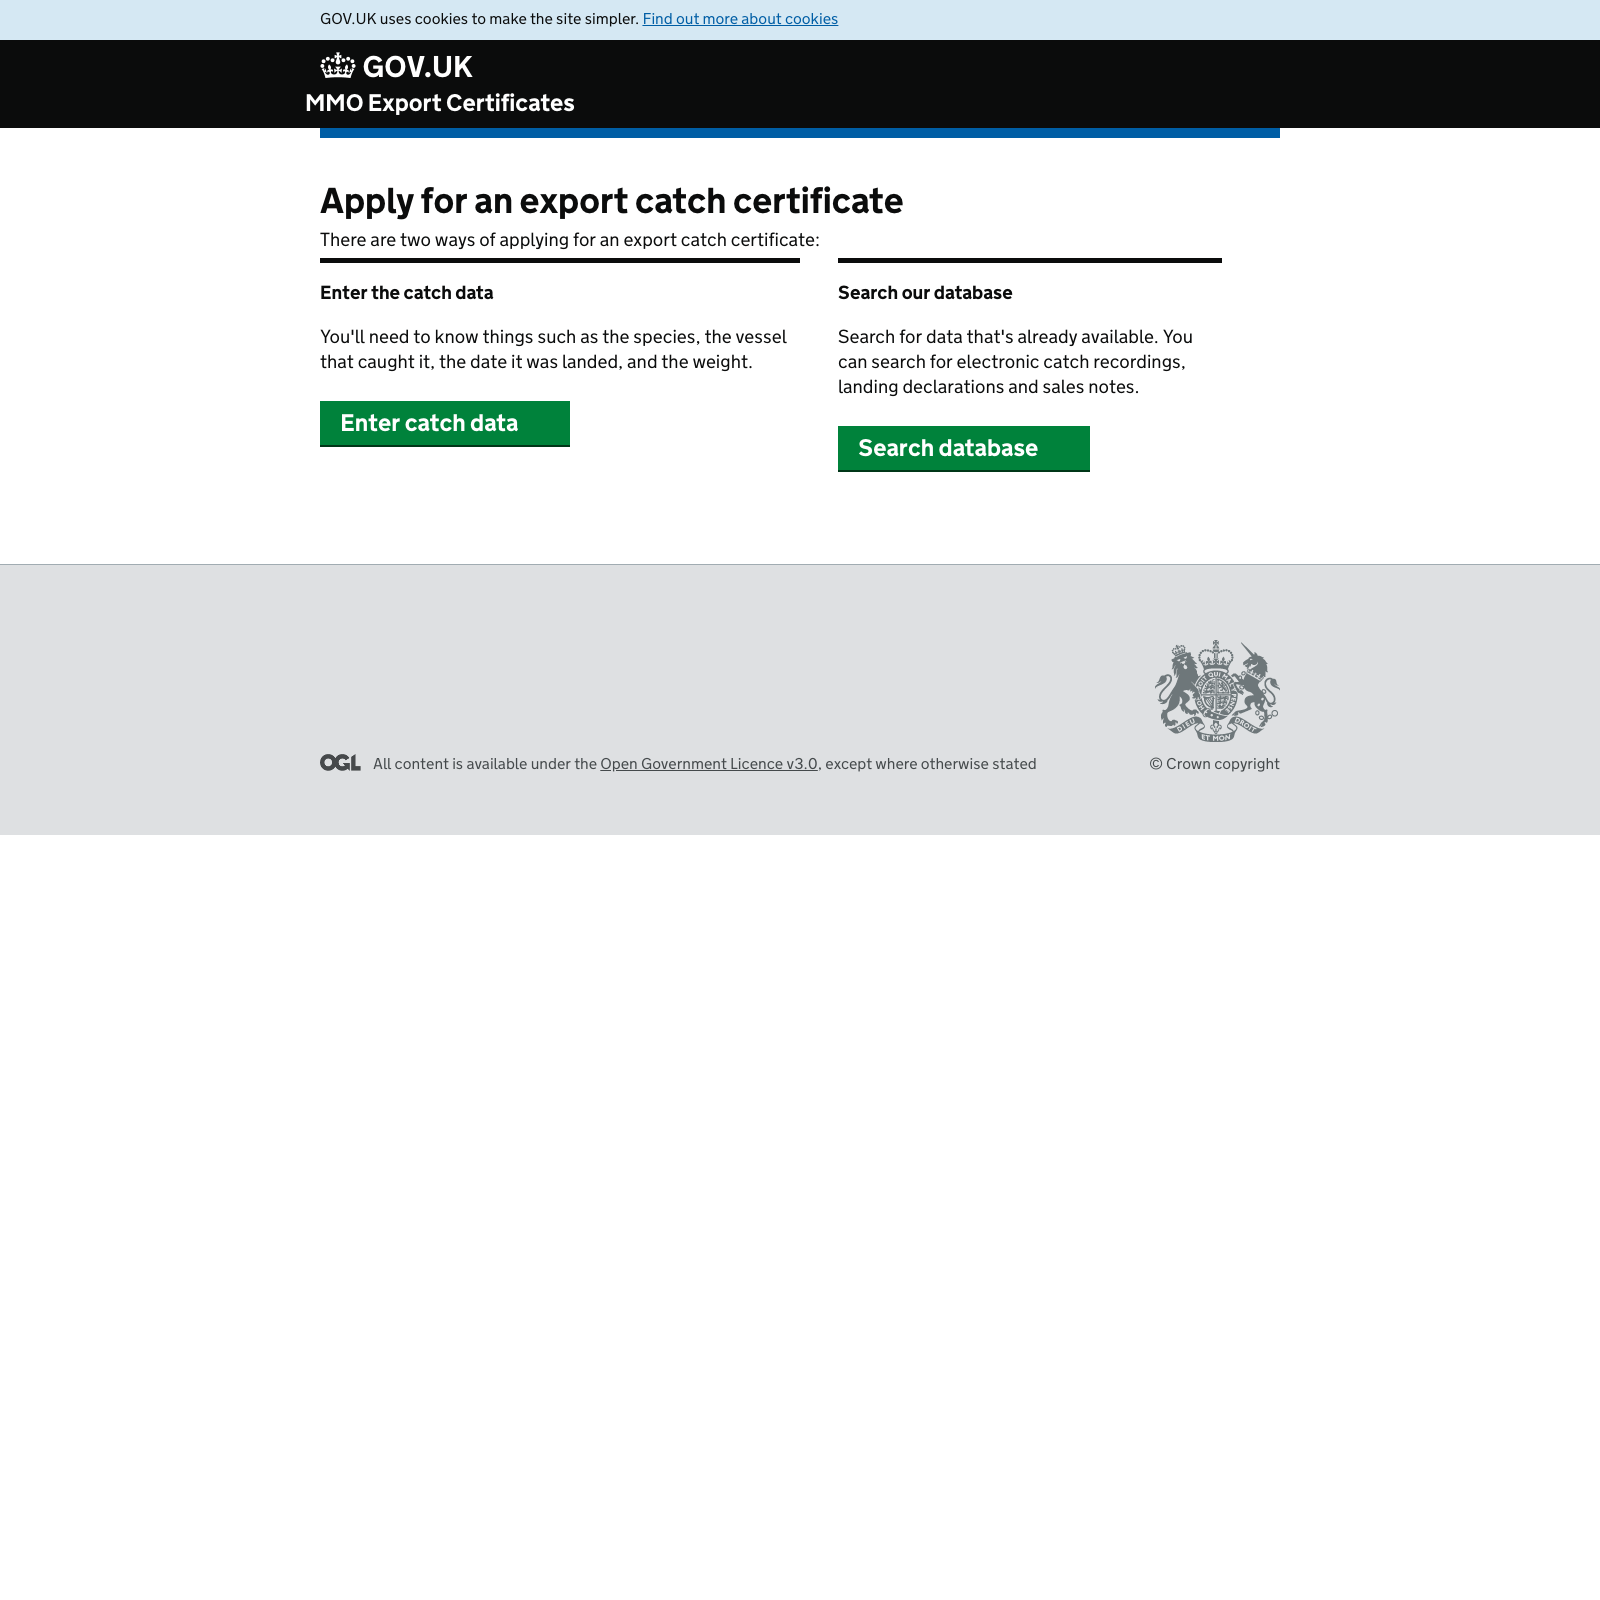 GOV.UK uses cookies to make the site simpler. Find out more about cookies
GOV.UK
MMO Export Certificates
Apply for an export catch certificate
There are two ways of applying for an export catch certificate:
Enter the catch data
You'll need to know things such as the species, the vessel
that caught it, the date it was landed, and the weight.
Enter catch data
Search our database
Search for data that's already available. You
can search for electronic catch recordings,
landing declarations and sales notes.
Search database
DIEU ET MON DROIT
OGL All content is available under the Open Government Licence v3.0, except where otherwise stated
© Crown copyright